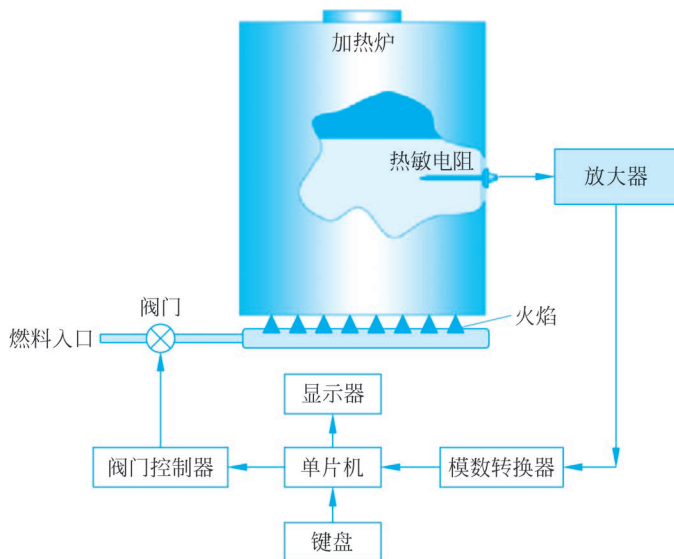 加热炉
热敏电阻
放大器
阀门
燃料入口
火焰
显示器
阀门控制器
单片机
模数转换器
键盘